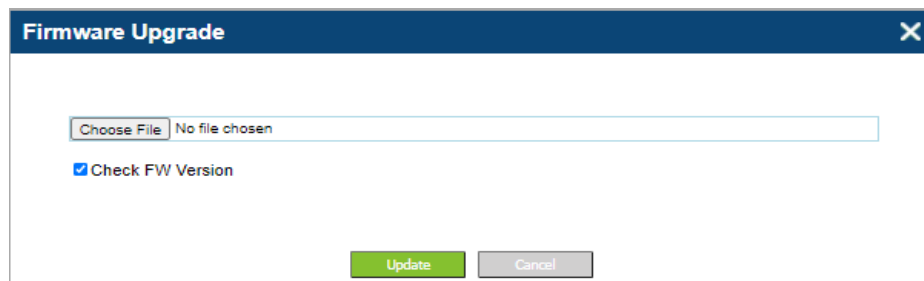 Firmware Upgrade
Choose File No file chosen
Check FW Version
Update Cancel